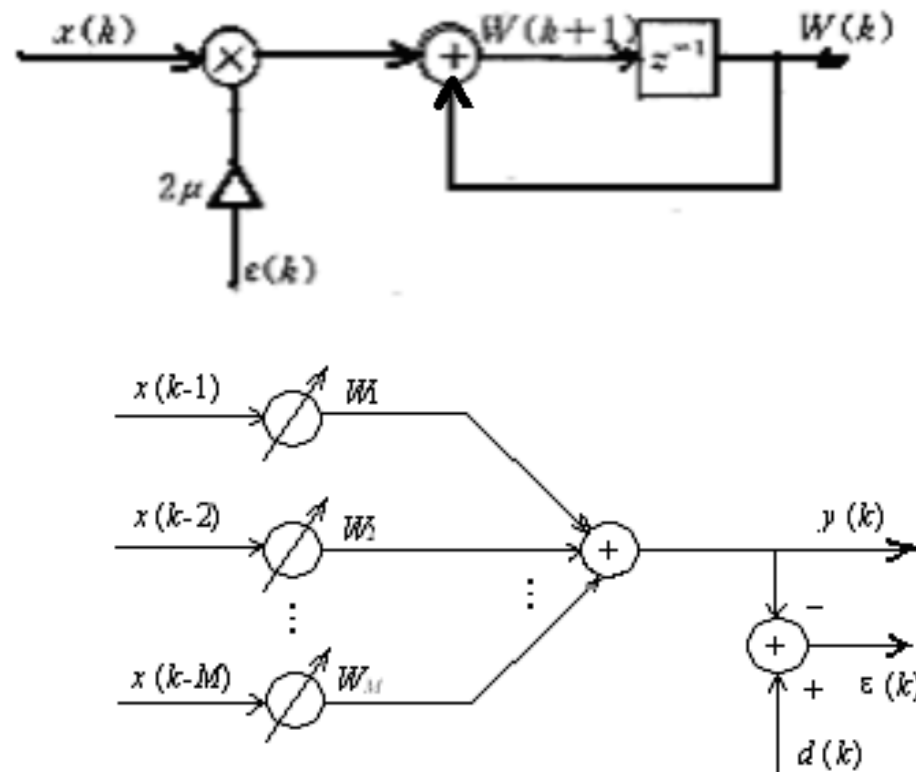 x(k) W(k+1) z⁻¹ W(k)
2μ
ε(k)
x(k-1) W1
x(k-2) W2 y(k)
x(k-M) WM ε(k)
d(k)